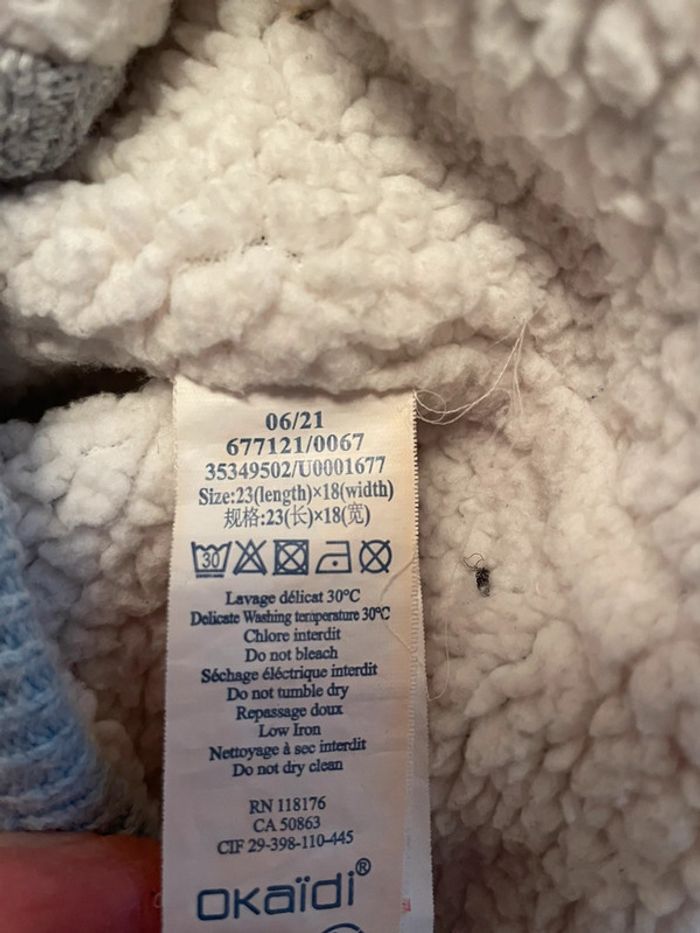 06/21
677121/0067
35349502/U0001677
Size:23(length)×18(width)
规格:23(长)×18(宽)
30
Lavage délicat 30°C
Delicate Washing temperature 30°C
Chlore interdit
Do not bleach
Séchage éléctrique interdit
Do not tumble dry
Repassage doux
Low Iron
Nettoyage à sec interdit
Do not dry clean
RN 118176
CA 50863
CIF 29-398-110-445
OKaïdi®